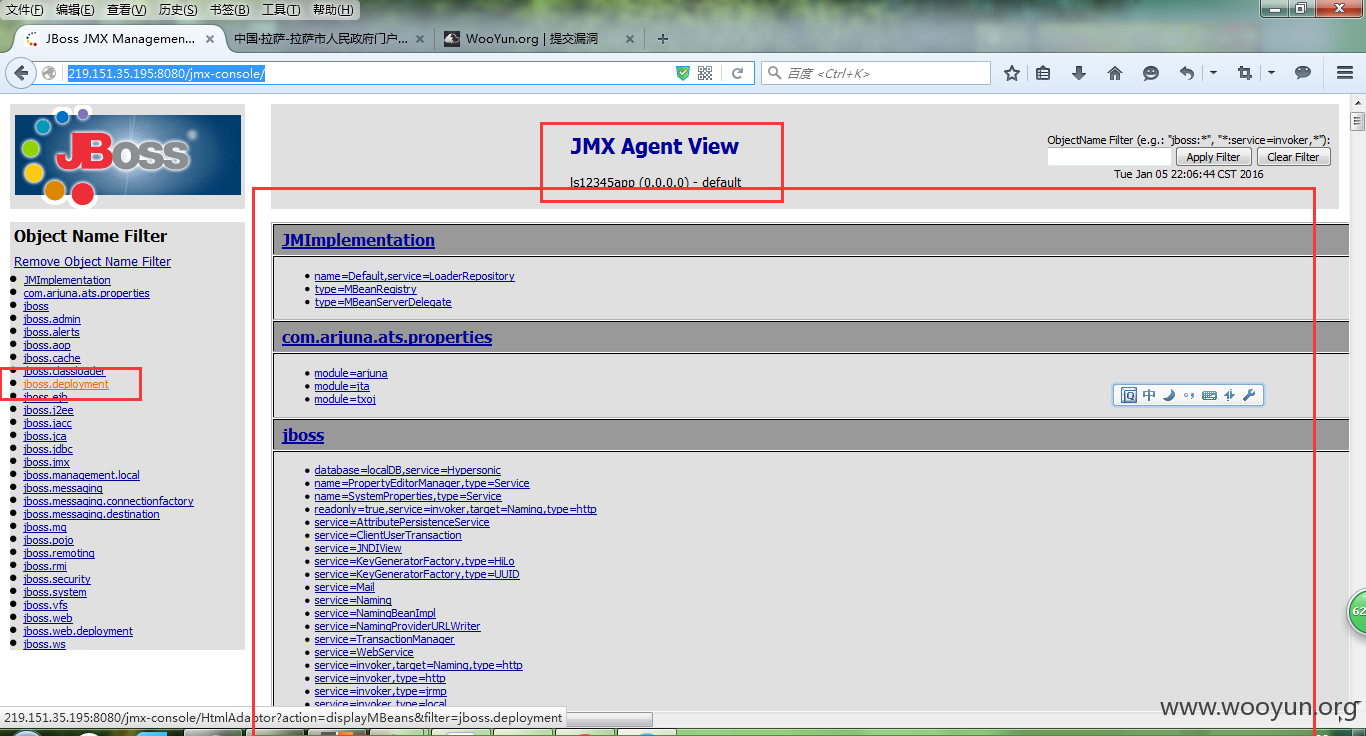 文件(F) 编辑(E) 查看(V) 历史(S) 书签(B) 工具(T) 帮助(H)
JBoss JMX Managemen... 中国·拉萨-拉萨市人民政府门户... WooYun.org | 提交漏洞
219.151.35.195:8080/jmx-console/
百度 <Ctrl+K>
JBoss
JMX Agent View
ls12345app (0.0.0.0) - default
ObjectName Filter (e.g.: "jboss:*", "*:service=invoker,*"):
Apply Filter Clear Filter
Tue Jan 05 22:06:44 CST 2016
Object Name Filter
Remove Object Name Filter
JMImplementation
com.arjuna.ats.properties
jboss
jboss.admin
jboss.alerts
jboss.aop
jboss.cache
jboss.classloader
jboss.deployment
jboss.ejb
jboss.j2ee
jboss.jacc
jboss.jca
jboss.jdbc
jboss.jmx
jboss.management.local
jboss.messaging
jboss.messaging.connectionfactory
jboss.messaging.destination
jboss.mq
jboss.pojo
jboss.remoting
jboss.rmi
jboss.security
jboss.system
jboss.vfs
jboss.web
jboss.web.deployment
jboss.ws
JMImplementation
name=Default,service=LoaderRepository
type=MBeanRegistry
type=MBeanServerDelegate
com.arjuna.ats.properties
module=arjuna
module=jta
module=txoj
中
jboss
database=localDB,service=Hypersonic
name=PropertyEditorManager,type=Service
name=SystemProperties,type=Service
readonly=true,service=invoker,target=Naming,type=http
service=AttributePersistenceService
service=ClientUserTransaction
service=JNDIView
service=KeyGeneratorFactory,type=HiLo
service=KeyGeneratorFactory,type=UUID
service=Mail
service=Naming
service=NamingBeanImpl
service=NamingProviderURLWriter
service=TransactionManager
service=WebService
service=invoker,target=Naming,type=http
service=invoker,type=http
service=invoker,type=jrmp
service=invoker,type=local
62
219.151.35.195:8080/jmx-console/HtmlAdaptor?action=displayMBeans&filter=jboss.deployment
www.wooyun.org